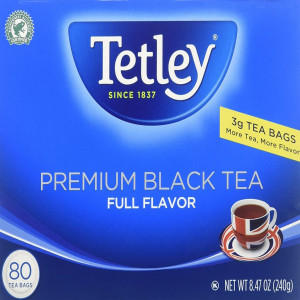 Tetley
SINCE 1837
3g TEA BAGS
More Tea, More Flavor
PREMIUM BLACK TEA
FULL FLAVOR
80
TEA BAGS
K
NET WT 8.47 OZ (240g)